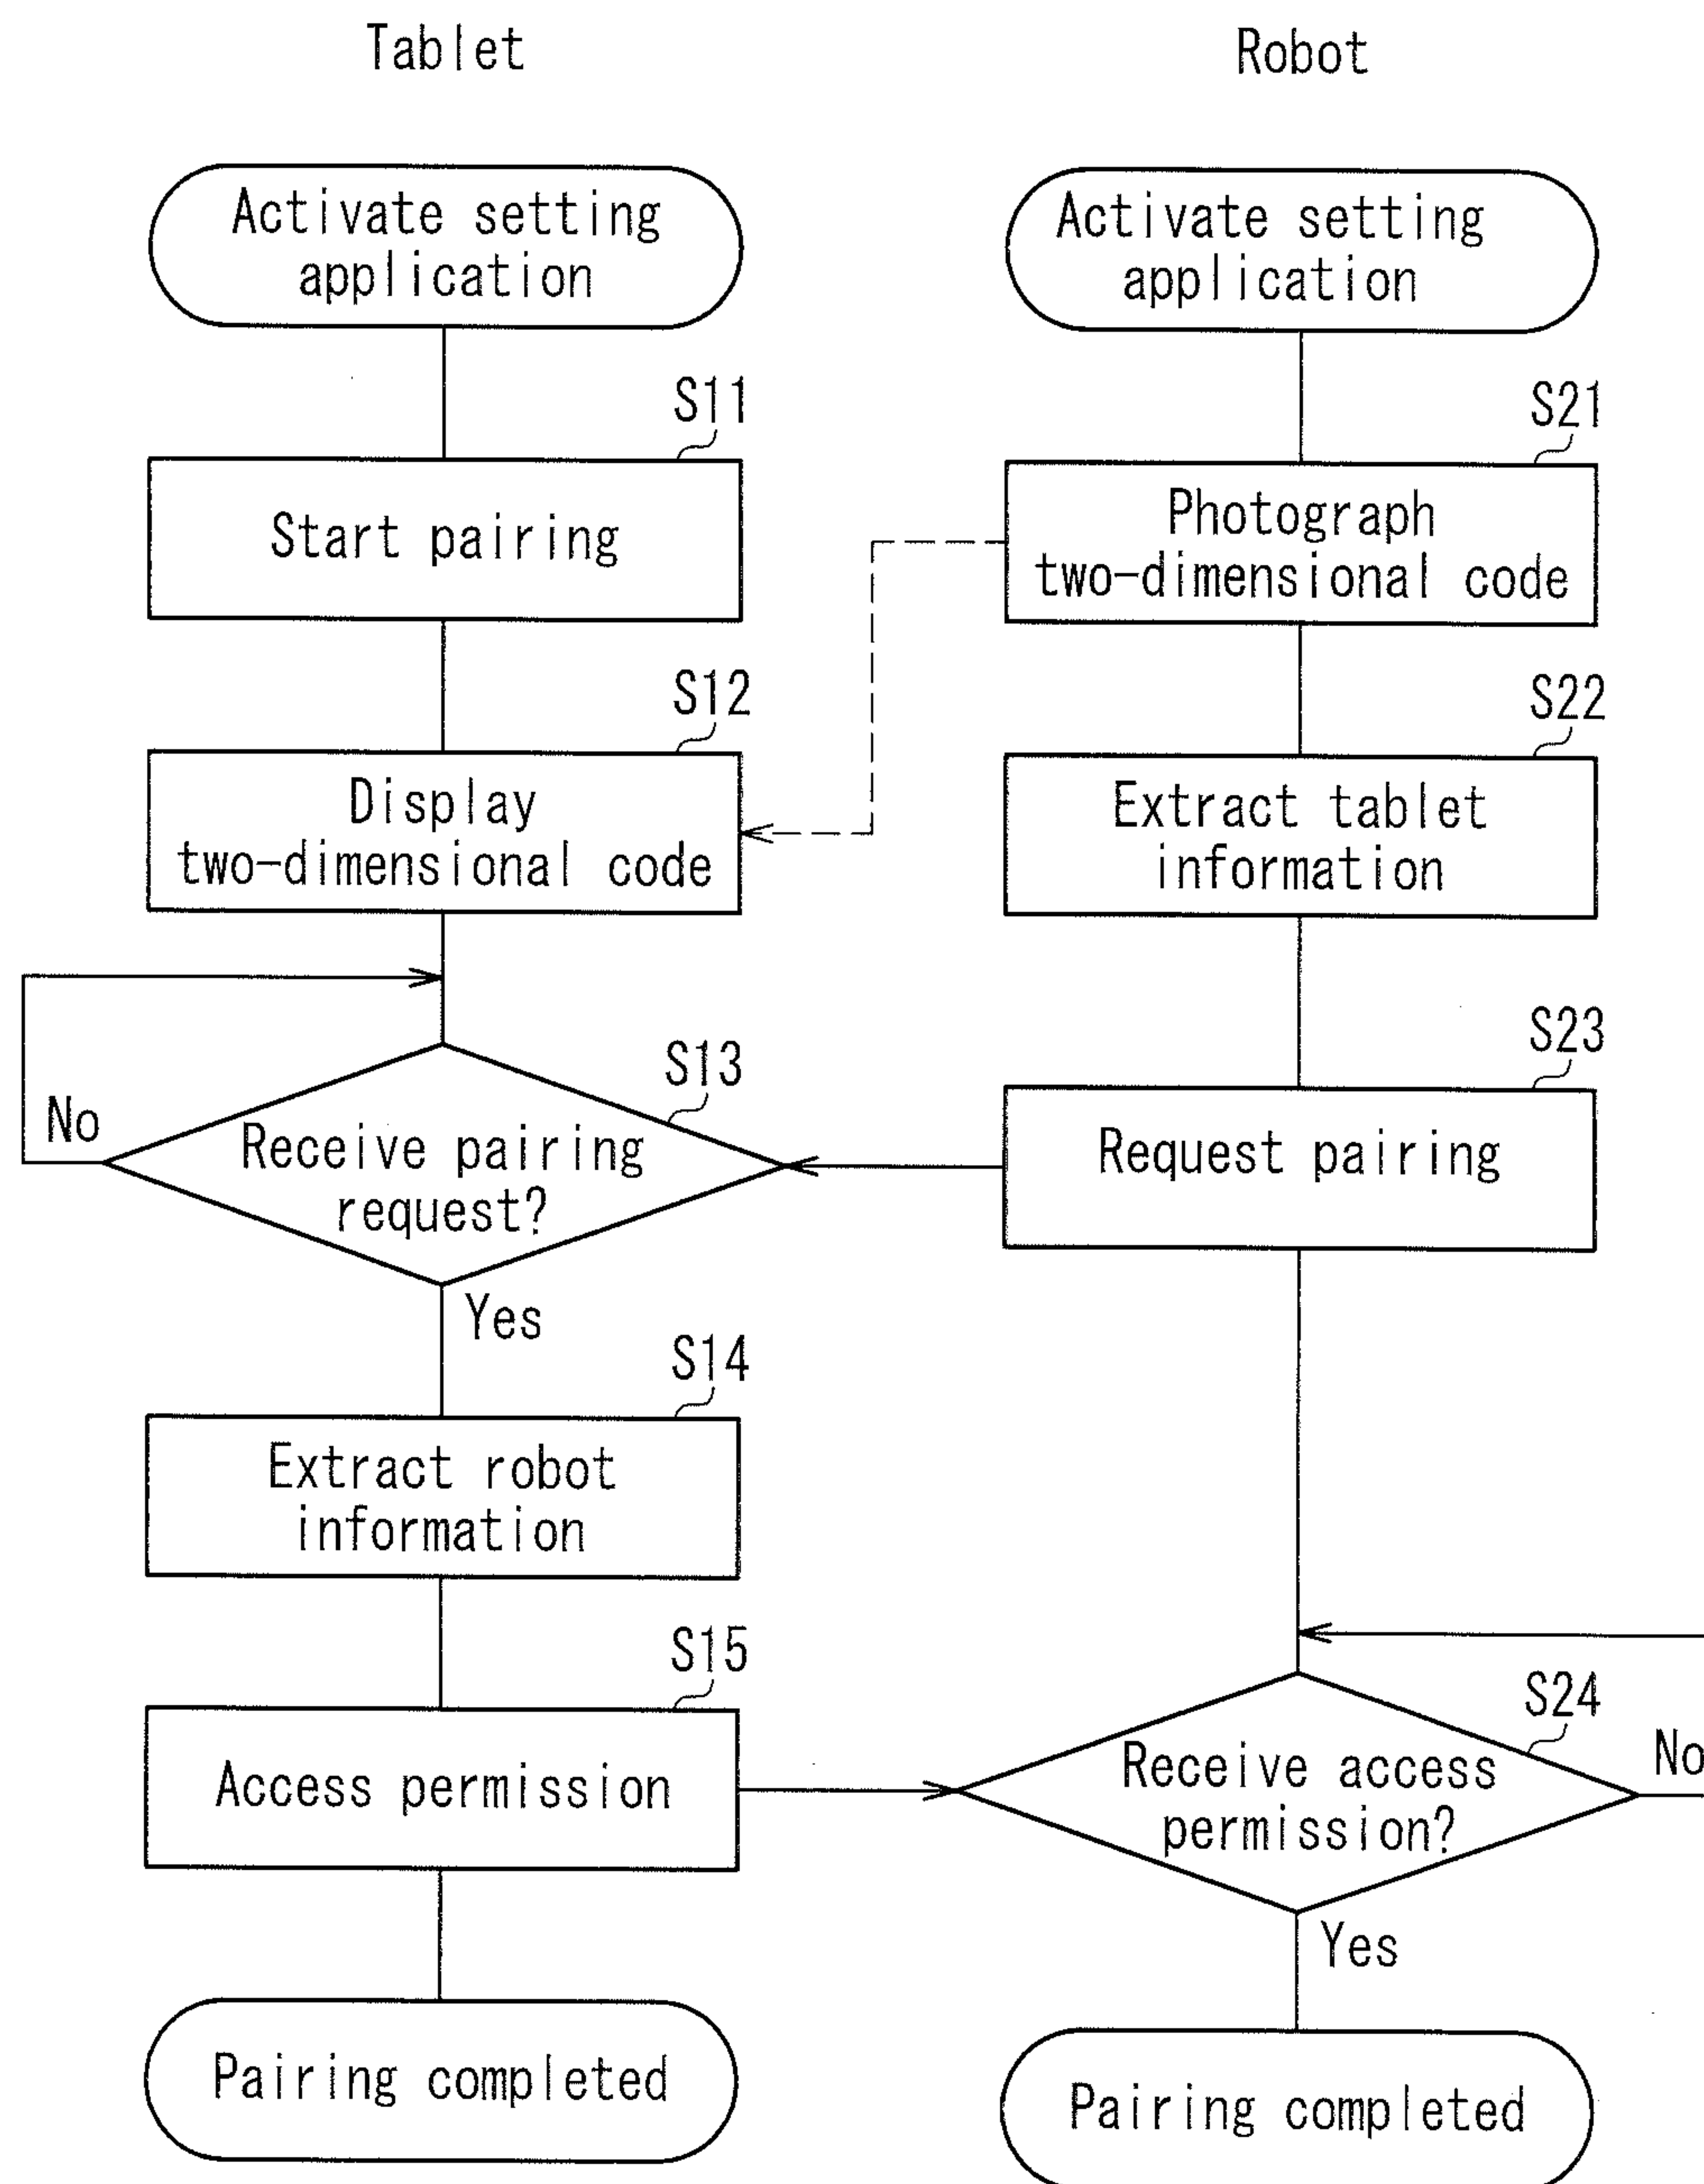 Tablet
Robot
Activate setting
application
Activate setting
application
S11
Start pairing
S21
Photograph
two-dimensional code
S12
Display
two-dimensional code
S22
Extract tablet
information
S13
No
Receive pairing
request?
Yes
S23
Request pairing
S14
Extract robot
information
S15
Access permission
S24
No
Receive access
permission?
Yes
Pairing completed
Pairing completed